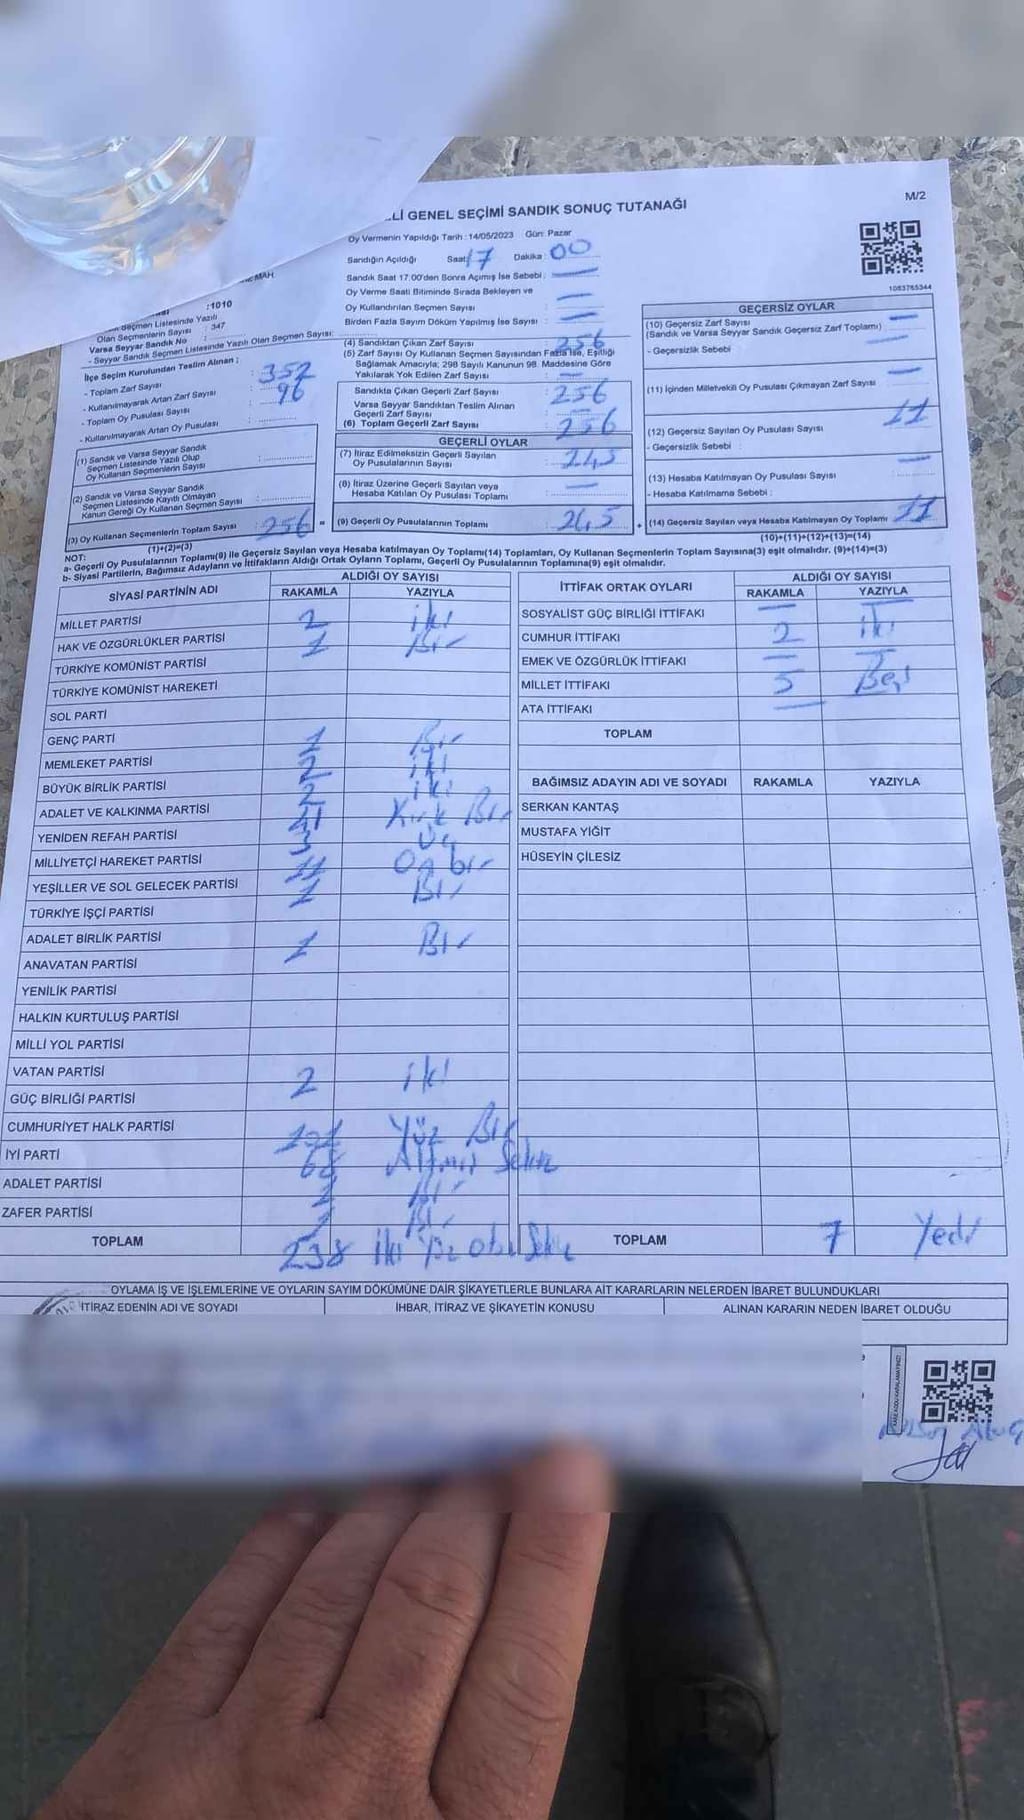 Lİ GENEL SEÇİMİ SANDIK SONUÇ TUTANAĞI
M/2
Oy Vermenin Yapıldığı Tarih : 14/05/2023 Gün: Pazar
Sandığın Açıldığı Saat: 17 Dakika : 00
Sandık Saat 17:00'den Sonra Açımış İse Sebebi :
Oy Verme Saati Bitiminde Sırada Bekleyen ve
Oy Kullandırılan Seçmen Sayısı :
Birden Fazla Sayım Döküm Yapılmış İse Sayısı :
1083765344
MAH.
:1010
Seçmen Listesinde Yazılı
Olan Seçmenlerin Sayısı : 347
Varsa Seyyar Sandık No :
- Seyyar Sandık Seçmen Listesinde Yazılı Olan Seçmen Sayısı:
İlçe Seçim Kurulundan Teslim Alınan :
- Toplam Zarf Sayısı : 352
- Kullanılmayarak Artan Zarf Sayısı : 96
- Toplam Oy Pusulası Sayısı :
- Kullanılmayarak Artan Oy Pusulası :
(1) Sandık ve Varsa Seyyar Sandık
Seçmen Listesinde Yazılı Olup
Oy Kullanan Seçmenlerin Sayısı :
(2) Sandık ve Varsa Seyyar Sandık
Seçmen Listesinde Kayıtlı Olmayan
Kanun Gereği Oy Kullanan Seçmen Sayısı :
(3) Oy Kullanan Seçmenlerin Toplam Sayısı : 256 =
(1)+(2)=(3)
(4) Sandıktan Çıkan Zarf Sayısı : 256
(5) Zarf Sayısı Oy Kullanan Seçmen Sayısından Fazla İse, Eşitliği
Sağlamak Amacıyla; 298 Sayılı Kanunun 98. Maddesine Göre
Yakılarak Yok Edilen Zarf Sayısı :
Sandıkta Çıkan Geçerli Zarf Sayısı : 256
Varsa Seyyar Sandıktan Teslim Alınan
Geçerli Zarf Sayısı :
(6) Toplam Geçerli Zarf Sayısı : 256
GEÇERLİ OYLAR
(7) İtiraz Edilmeksizin Geçerli Sayılan
Oy Pusulalarının Sayısı : 245
(8) İtiraz Üzerine Geçerli Sayılan veya
Hesaba Katılan Oy Pusulası Toplamı :
(9) Geçerli Oy Pusulalarının Toplamı : 245 +
GEÇERSİZ OYLAR
(10) Geçersiz Zarf Sayısı
(Sandık ve Varsa Seyyar Sandık Geçersiz Zarf Toplamı) :
- Geçersizlik Sebebi :
(11) İçinden Milletvekili Oy Pusulası Çıkmayan Zarf Sayısı :
(12) Geçersiz Sayılan Oy Pusulası Sayısı : 11
- Geçersizlik Sebebi :
(13) Hesaba Katılmayan Oy Pusulası Sayısı :
- Hesaba Katılmama Sebebi :
(14) Geçersiz Sayılan veya Hesaba Katılmayan Oy Toplamı : 11
(10)+(11)+(12)+(13)=(14)
NOT:
a- Geçerli Oy Pusulalarının Toplamı(9) ile Geçersiz Sayılan veya Hesaba katılmayan Oy Toplamı(14) Toplamları, Oy Kullanan Seçmenlerin Toplam Sayısına(3) eşit olmalıdır. (9)+(14)=(3)
b- Siyasi Partilerin, Bağımsız Adayların ve İttifakların Aldığı Ortak Oyların Toplamı, Geçerli Oy Pusulalarının Toplamına(9) eşit olmalıdır.
SİYASİ PARTİNİN ADI ALDIĞI OY SAYISI
RAKAMLA YAZIYLA
MİLLET PARTİSİ 2 iki
HAK VE ÖZGÜRLÜKLER PARTİSİ 1 Bir
TÜRKİYE KOMÜNİST PARTİSİ
TÜRKİYE KOMÜNİST HAREKETİ
SOL PARTİ
GENÇ PARTİ 1 Bir
MEMLEKET PARTİSİ 2 iki
BÜYÜK BİRLİK PARTİSİ 2 iki
ADALET VE KALKINMA PARTİSİ 41 Kırk Bir
YENİDEN REFAH PARTİSİ 3 Üç
MİLLİYETÇİ HAREKET PARTİSİ 11 On bir
YEŞİLLER VE SOL GELECEK PARTİSİ 1 Bir
TÜRKİYE İŞÇİ PARTİSİ
ADALET BİRLİK PARTİSİ 1 Bir
ANAVATAN PARTİSİ
YENİLİK PARTİSİ
HALKIN KURTULUŞ PARTİSİ
MİLLİ YOL PARTİSİ
VATAN PARTİSİ 2 iki
GÜÇ BİRLİĞİ PARTİSİ
CUMHURİYET HALK PARTİSİ 101 Yüz Bir
İYİ PARTİ 68 Altmış Sekiz
ADALET PARTİSİ 1 Bir
ZAFER PARTİSİ 1 Bir
TOPLAM 238 İki Yüz otuz Sekiz
İTTİFAK ORTAK OYLARI ALDIĞI OY SAYISI
RAKAMLA YAZIYLA
SOSYALİST GÜÇ BİRLİĞİ İTTİFAKI
CUMHUR İTTİFAKI 2 iki
EMEK VE ÖZGÜRLÜK İTTİFAKI
MİLLET İTTİFAKI 5 Beş
ATA İTTİFAKI
TOPLAM
BAĞIMSIZ ADAYIN ADI VE SOYADI RAKAMLA YAZIYLA
SERKAN KANTAŞ
MUSTAFA YİĞİT
HÜSEYİN ÇİLESİZ
TOPLAM 7 Yedi
OYLAMA İŞ VE İŞLEMLERİNE VE OYLARIN SAYIM DÖKÜMÜNE DAİR ŞİKAYETLERLE BUNLARA AİT KARARLARIN NELERDEN İBARET BULUNDUKLARI
İTİRAZ EDENİN ADI VE SOYADI İHBAR, İTİRAZ VE ŞİKAYETİN KONUSU ALINAN KARARIN NEDEN İBARET OLDUĞU